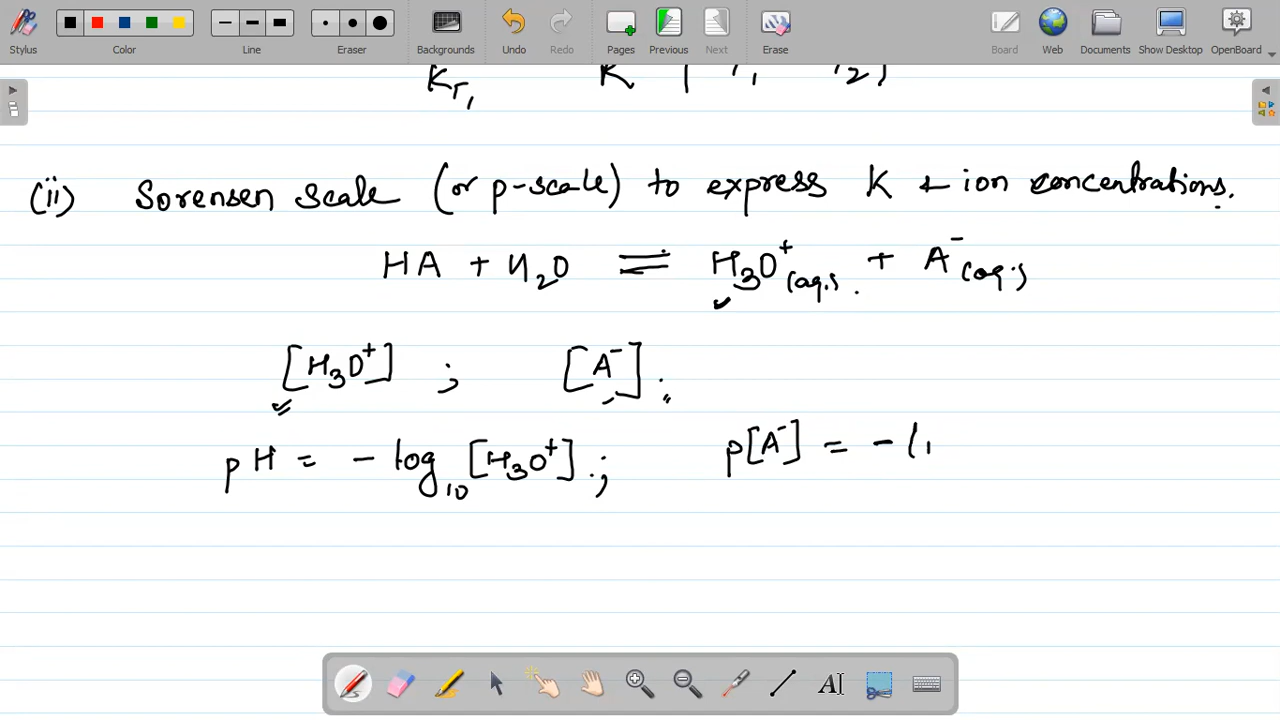 Stylus Color Line Eraser Backgrounds Undo Redo Pages Previous Next Erase Board Web Documents Show Desktop OpenBoard
K_T₁ K
(ii) Sorensen Scale (or p-scale) to express K & ion concentrations.
HA + H₂O ⇌ H₃O⁺(aq.) + A⁻(aq.)
[H₃O⁺] ; [A⁻]
pH = - log₁₀ [H₃O⁺] ; p[A⁻] = -